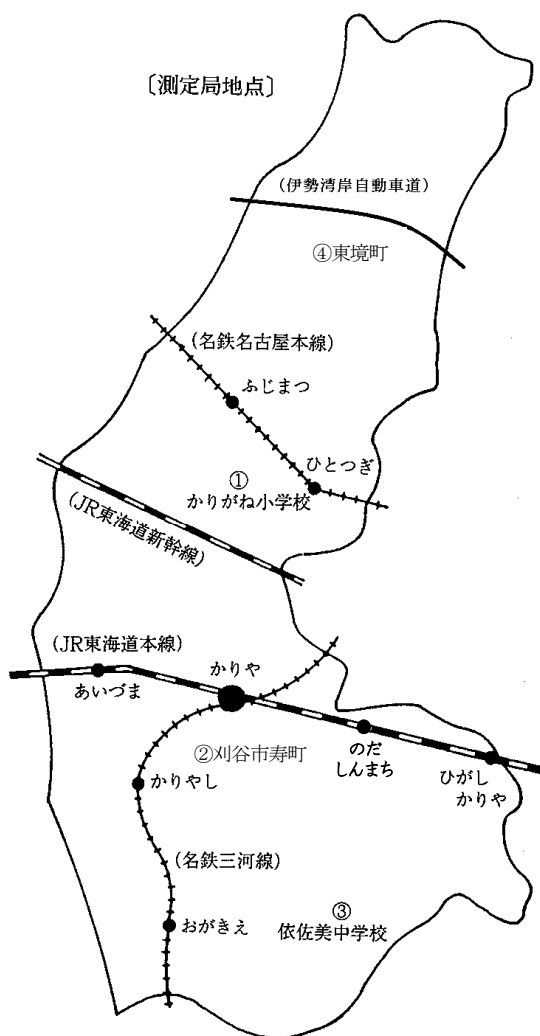 〔測定局地点〕
(伊勢湾岸自動車道)
④東境町
(名鉄名古屋本線)
ふじまつ
ひとつぎ
①
かりがね小学校
(JR東海道新幹線)
(JR東海道本線)
かりや
あいづま
②刈谷市寿町
のだ
しんまち
ひがし
かりや
かりやし
(名鉄三河線)
③
依佐美中学校
おがきえ